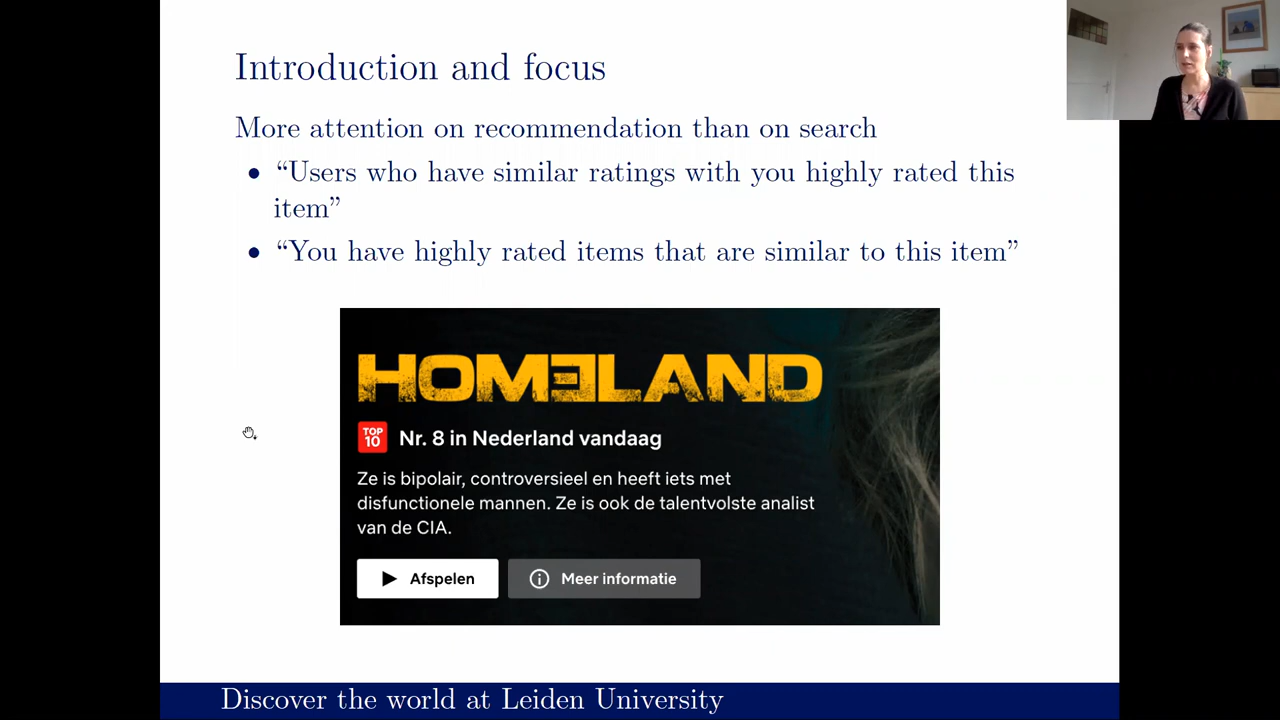 Introduction and focus
More attention on recommendation than on search
• “Users who have similar ratings with you highly rated this
item”
• “You have highly rated items that are similar to this item”
HOMELAND
TOP
10
Nr. 8 in Nederland vandaag
Ze is bipolair, controversieel en heeft iets met
disfunctionele mannen. Ze is ook de talentvolste analist
van de CIA.
Afspelen
Meer informatie
Discover the world at Leiden University